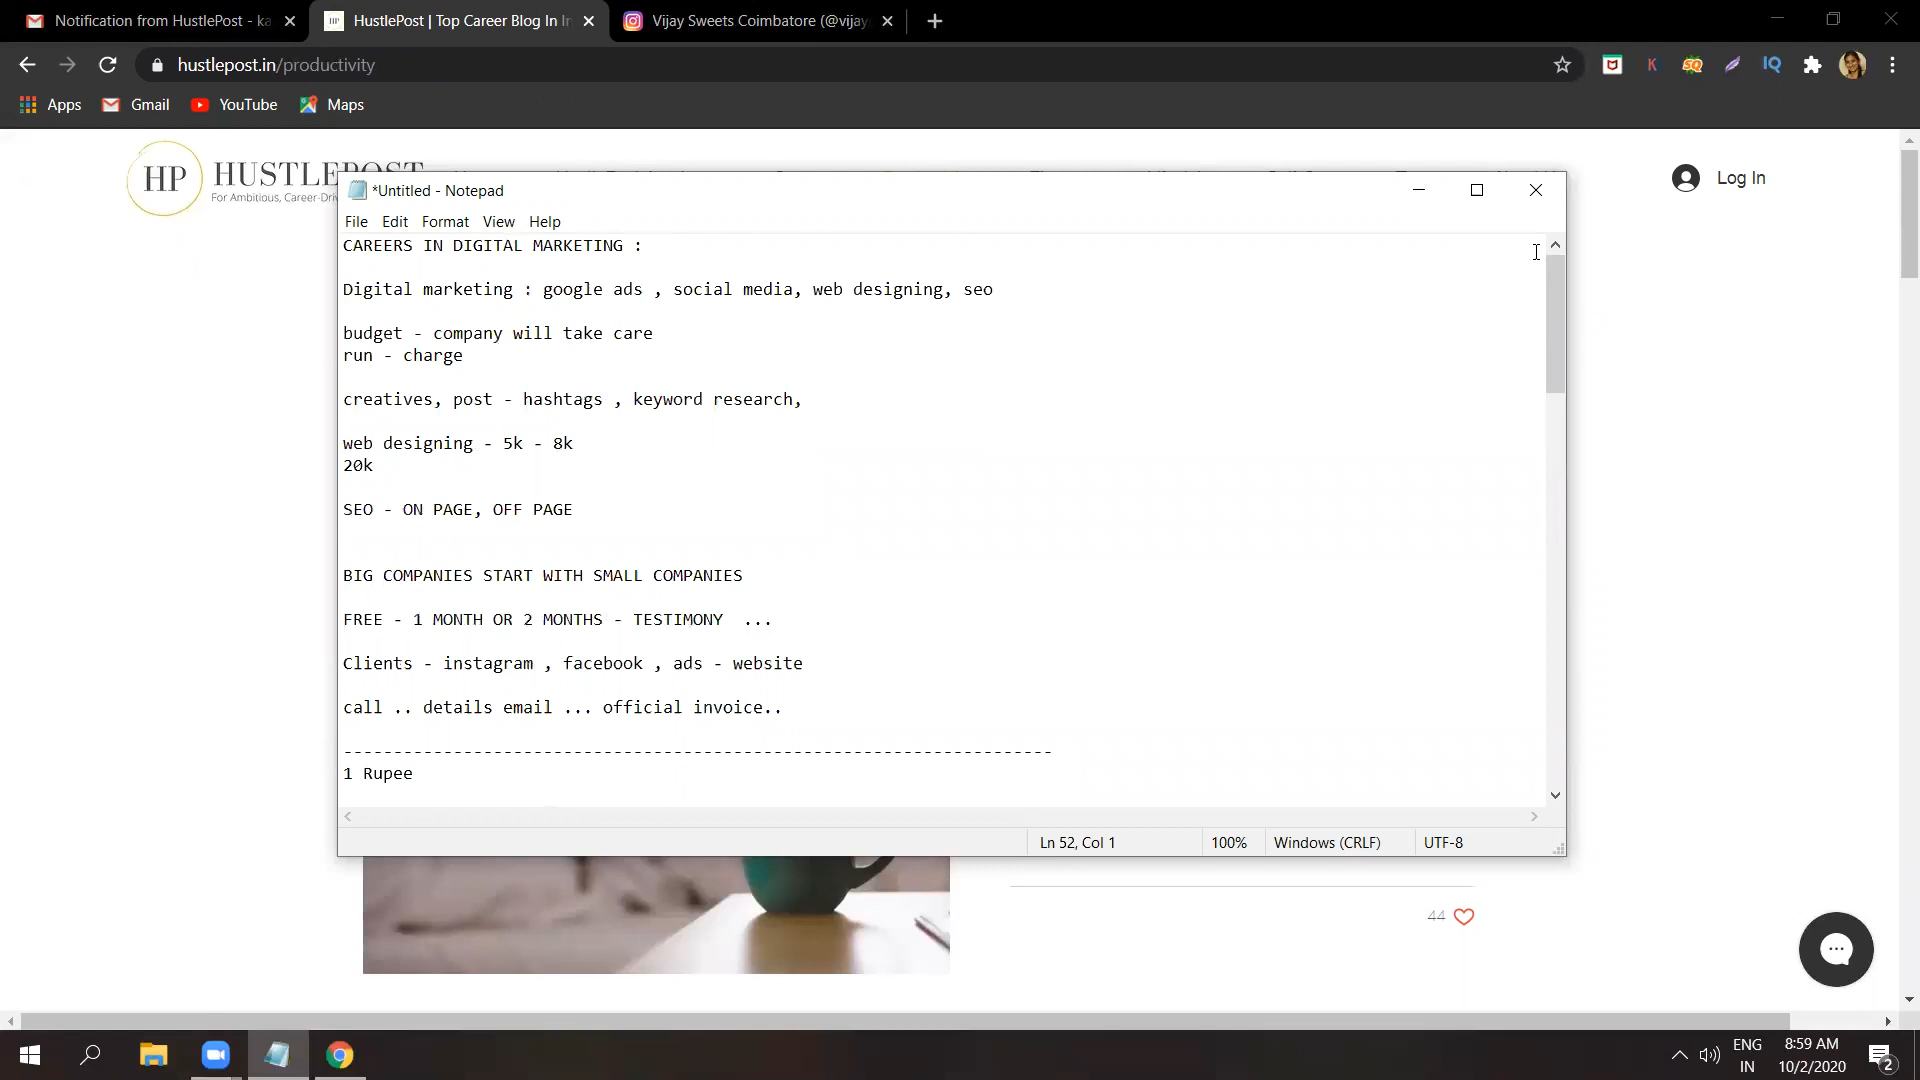 Notification from HustlePost - ka
HustlePost | Top Career Blog In In
Vijay Sweets Coimbatore (@vijay
hustlepost.in/productivity
Apps
Gmail
YouTube
Maps
HP
HUSTLEPOST
For Ambitious, Career-Dri
Log In
*Untitled - Notepad
File Edit Format View Help
CAREERS IN DIGITAL MARKETING :
Digital marketing : google ads , social media, web designing, seo
budget - company will take care
run - charge
creatives, post - hashtags , keyword research,
web designing - 5k - 8k
20k
SEO - ON PAGE, OFF PAGE
BIG COMPANIES START WITH SMALL COMPANIES
FREE - 1 MONTH OR 2 MONTHS - TESTIMONY  ...
Clients - instagram , facebook , ads - website
call .. details email ... official invoice..
-----------------------------------------------------------------------
1 Rupee
Ln 52, Col 1
100%
Windows (CRLF)
UTF-8
44
ENG
IN
8:59 AM
10/2/2020
2